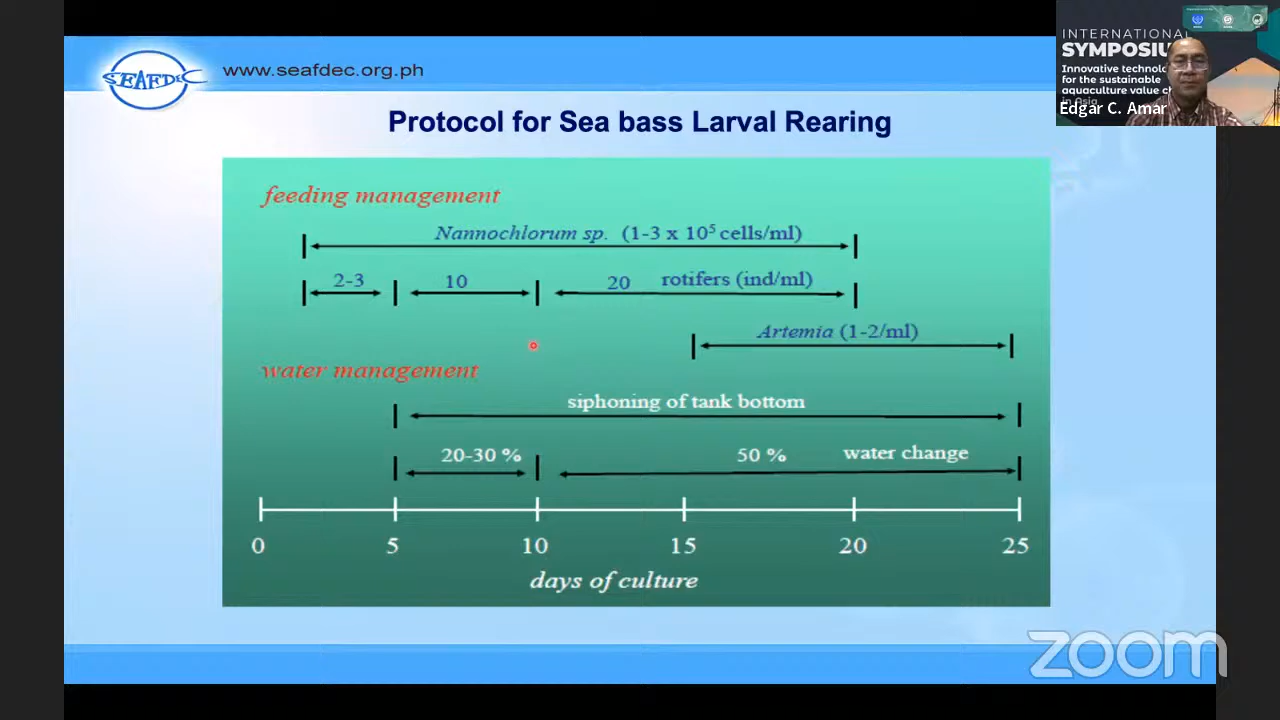 SEAFDEC
www.seafdec.org.ph
INTERNATIONAL
SYMPOSIU
Innovative technolo
for the sustainable
aquaculture value c
in Asia
Edgar C. Amar
Protocol for Sea bass Larval Rearing
feeding management
Nannochlorum sp. (1-3 x 10⁵ cells/ml)
2-3 10 20 rotifers (ind/ml)
Artemia (1-2/ml)
water management
siphoning of tank bottom
20-30 % 50 % water change
0 5 10 15 20 25
days of culture
zoom